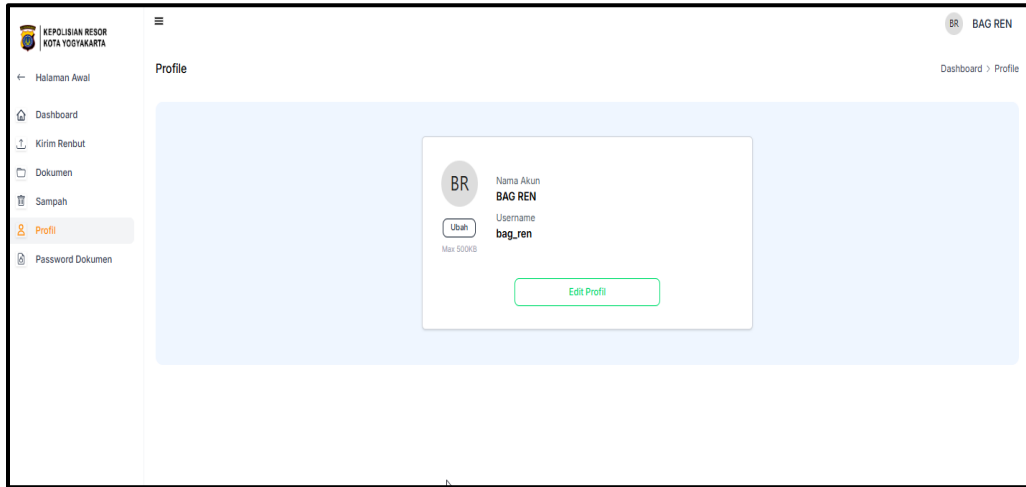 KEPOLISIAN RESOR
KOTA YOGYAKARTA
BR BAG REN
Halaman Awal
Dashboard
Kirim Renbut
Dokumen
Sampah
Profil
Password Dokumen
Profile
Dashboard > Profile
BR
Ubah
Max 500KB
Nama Akun
BAG REN
Username
bag_ren
Edit Profil